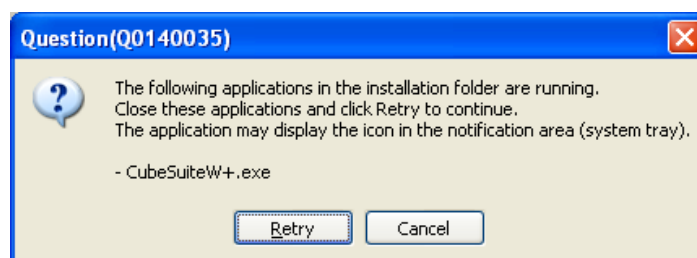 Question(Q0140035)
The following applications in the installation folder are running.
Close these applications and click Retry to continue.
The application may display the icon in the notification area (system tray).
- CubeSuiteW+.exe
Retry Cancel